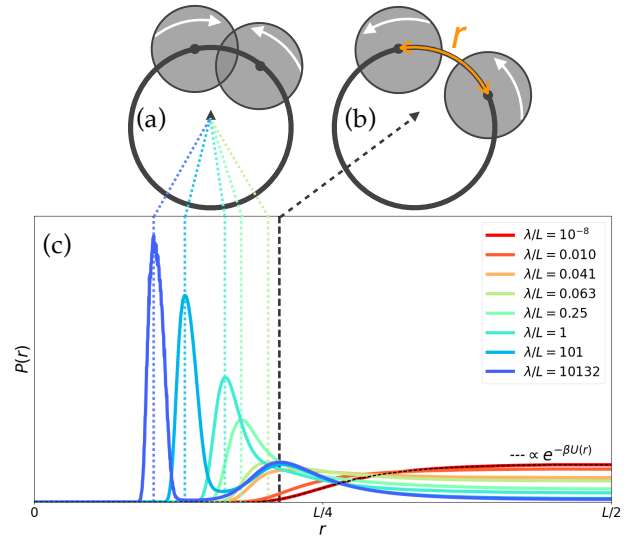 r
(a)
(b)
(c)
λ/L = 10⁻⁸
λ/L = 0.010
λ/L = 0.041
λ/L = 0.063
λ/L = 0.25
λ/L = 1
λ/L = 101
λ/L = 10132
P(r)
--- ∝ e^{-βU(r)}
0
L/4
L/2
r